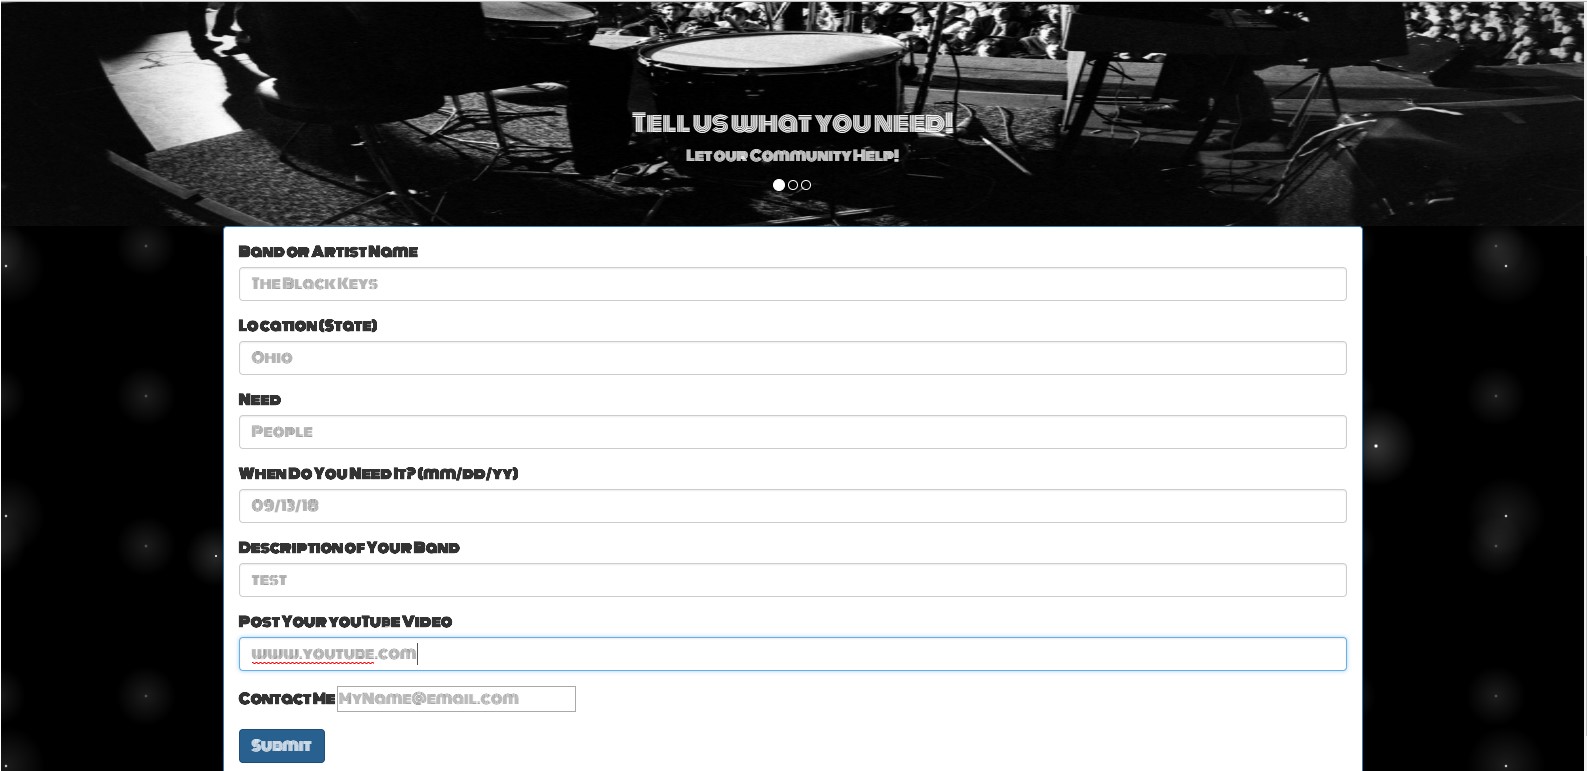 Tell us what you need!
Let our Community Help!
Band or Artist Name
The Black Keys
Location (State)
Ohio
Need
People
When Do You Need It? (mm/dd/yy)
09/13/18
Description of Your Band
test
Post Your youTube Video
www.youtube.com
Contact Me MyName@email.com
Submit